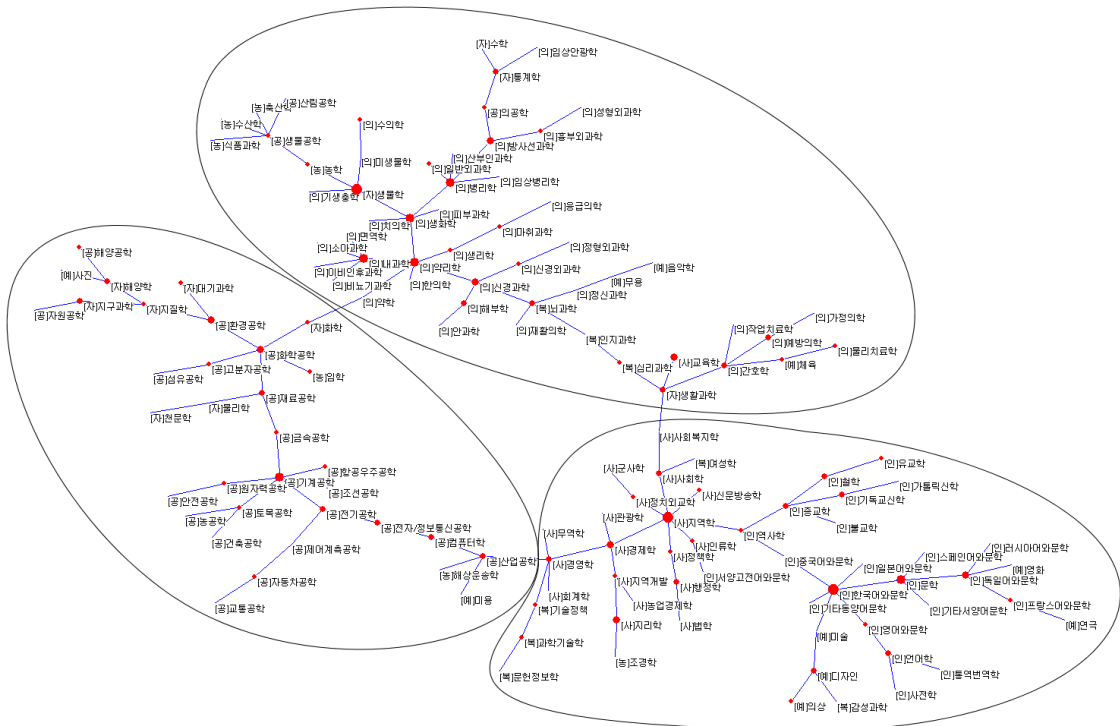 [자]수학
[의]임상안광학
[자]통계학
[공]의공학
[의]성형외과학
[의]흉부외과학
[의]방사선과학
[의]산부인과학
[의]일반외과학
[의]병리학
[의]임상병리학
[공]산림공학
[농]축산학
[농]수산학
[농]식품과학
[공]생물공학
[농]농학
[의]수의학
[의]미생물학
[자]생물학
[의]기생충학
[의]치의학
[의]생화학
[의]피부과학
[의]면역학
[의]소아과학
[의]내과학
[의]이비인후과학
[의]비뇨기과학
[의]약리학
[의]한의학
[의]약학
[의]생리학
[의]마취과학
[의]응급의학
[의]신경과학
[의]신경외과학
[의]정형외과학
[의]해부학
[의]안과학
[복]뇌과학
[의]재활의학
[의]정신과학
[예]무용
[예]음악학
[복]인지과학
[복]심리과학
[사]교육학
[자]생활과학
[의]간호학
[의]작업치료학
[의]예방의학
[의]가정의학
[예]체육
[의]물리치료학
[공]해양공학
[예]사진
[자]해양학
[공]자원공학
[자]지구과학
[자]지질학
[자]대기과학
[공]환경공학
[자]화학
[공]화학공학
[공]고분자공학
[공]섬유공학
[농]임학
[공]재료공학
[자]물리학
[자]천문학
[공]금속공학
[공]기계공학
[공]항공우주공학
[공]조선공학
[공]원자력공학
[공]안전공학
[공]토목공학
[공]농공학
[공]건축공학
[공]전기공학
[공]전자/정보통신공학
[공]제어계측공학
[공]자동차공학
[공]교통공학
[공]컴퓨터학
[공]산업공학
[농]해상운송학
[예]미용
[사]사회복지학
[사]사회학
[복]여성학
[사]군사학
[사]정치외교학
[사]신문방송학
[사]지역학
[사]인류학
[사]정책학
[사]행정학
[사]법학
[인]서양고전어와문학
[사]관광학
[사]경제학
[사]지역개발
[사]농업경제학
[사]지리학
[농]조경학
[사]무역학
[사]경영학
[사]회계학
[복]기술정책
[복]과학기술학
[복]문헌정보학
[인]역사학
[인]종교학
[인]철학
[인]유교학
[인]기독교신학
[인]가톨릭신학
[인]불교학
[인]중국어와문학
[인]한국어와문학
[인]일본어와문학
[인]기타동양어문학
[인]문학
[인]스페인어와문학
[인]러시아어와문학
[인]기타서양어문학
[인]독일어와문학
[예]영화
[인]프랑스어와문학
[예]연극
[인]영어와문학
[인]언어학
[인]통역번역학
[인]사전학
[예]미술
[예]디자인
[예]의상
[복]감성과학